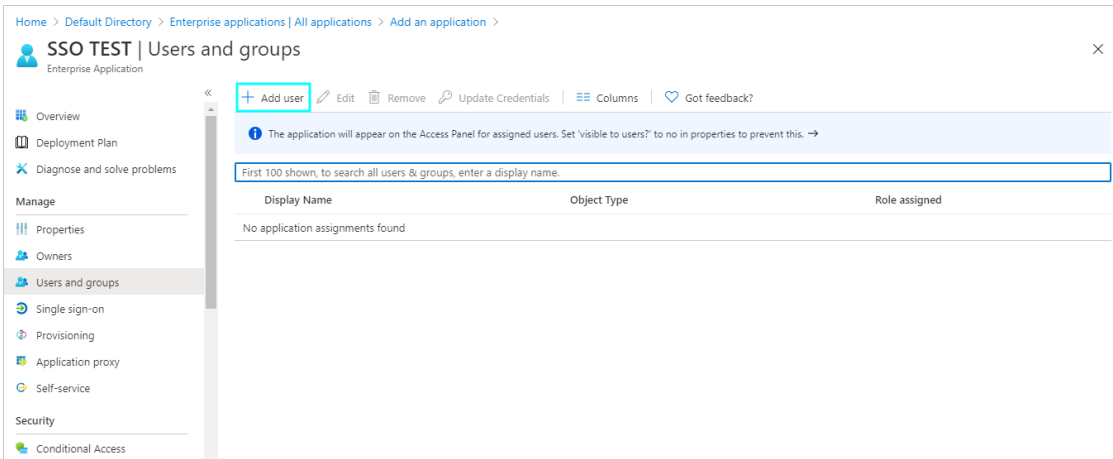 Home > Default Directory > Enterprise applications | All applications > Add an application >
SSO TEST | Users and groups
Enterprise Application
Overview
Deployment Plan
Diagnose and solve problems
Manage
Properties
Owners
Users and groups
Single sign-on
Provisioning
Application proxy
Self-service
Security
Conditional Access
Add user Edit Remove Update Credentials Columns Got feedback?
The application will appear on the Access Panel for assigned users. Set 'visible to users?' to no in properties to prevent this. →
First 100 shown, to search all users & groups, enter a display name.
Display Name Object Type Role assigned
No application assignments found